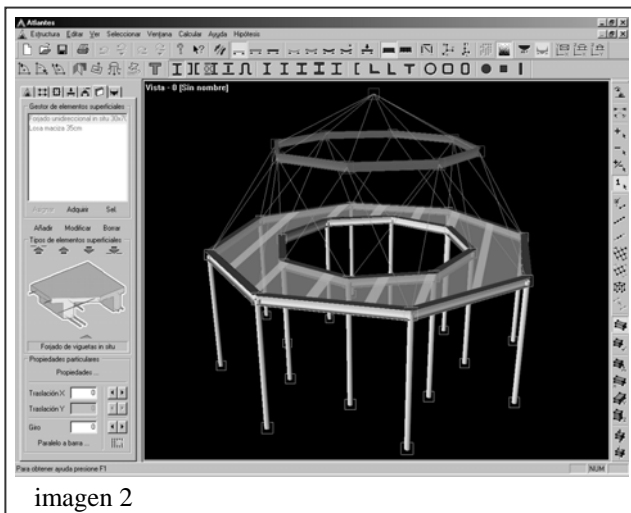 Atlantes
Estructura Editar Ver Seleccionar Ventana Calcular Ayuda Hipótesis
Vista - 0 [Sin nombre]
Gestor de elementos superficiales
Forjado unidireccional in situ 30x70
Losa maciza 35cm
Asignar Adquirir Sel.
Añadir Modificar Borrar
Tipos de elementos superficiales
Forjado de viguetas in situ
Propiedades particulares
Propiedades ...
Traslación X 0
Traslación Y
Giro 0
Paralelo a barra ...
Para obtener ayuda presione F1
NUM
imagen 2